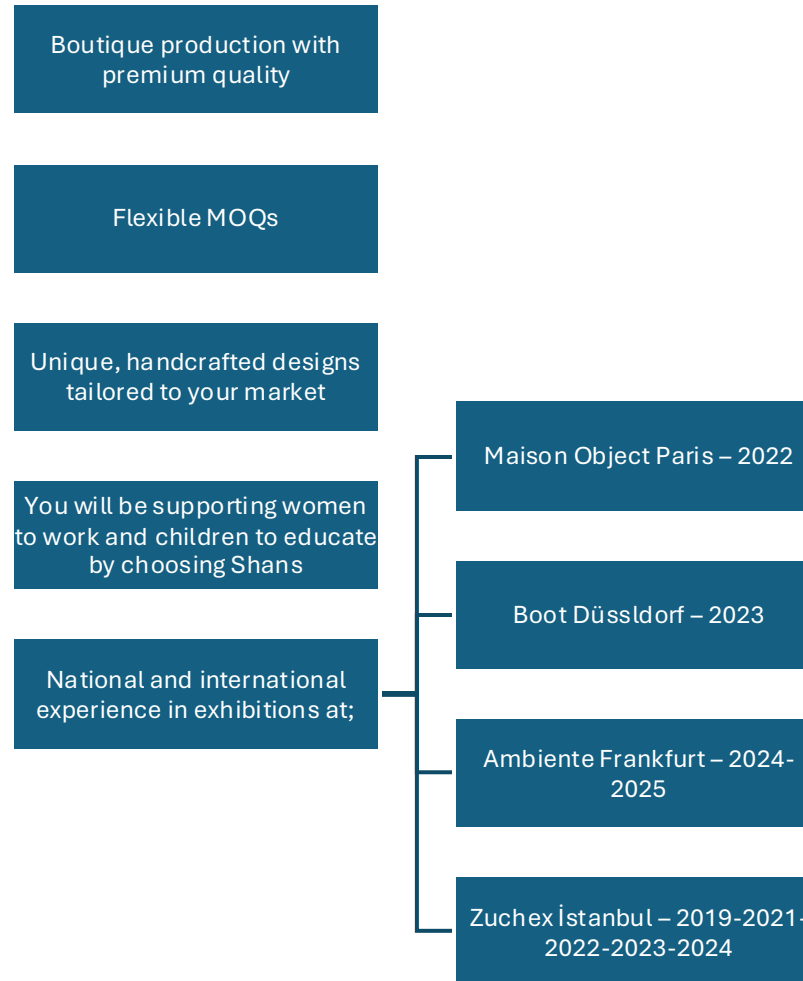 Boutique production with
premium quality
Flexible MOQs
Unique, handcrafted designs
tailored to your market
You will be supporting women
to work and children to educate
by choosing Shans
National and international
experience in exhibitions at;
Maison Object Paris – 2022
Boot Düssldorf – 2023
Ambiente Frankfurt – 2024-
2025
Zuchex İstanbul – 2019-2021-
2022-2023-2024